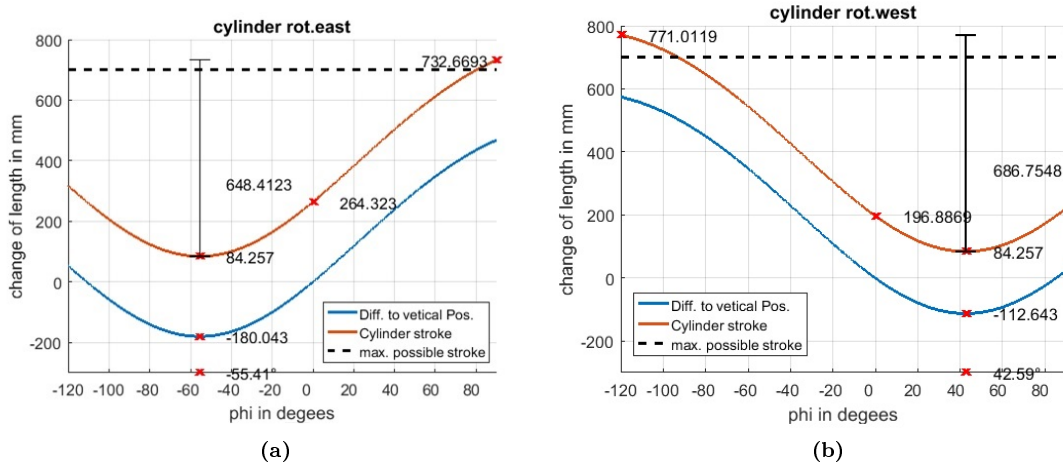 cylinder rot.east
800
600
400
200
0
-200
change of length in mm
732.6693
648.4123
264.323
84.257
-180.043
-55.41°
Diff. to vetical Pos.
Cylinder stroke
max. possible stroke
-120 -100 -80 -60 -40 -20 0 20 40 60 80
phi in degees
(a)
cylinder rot.west
800
600
400
200
0
-200
change of length in mm
771.0119
686.7548
196.8869
84.257
-112.643
42.59°
Diff. to vetical Pos.
Cylinder stroke
max. possible stroke
-120 -100 -80 -60 -40 -20 0 20 40 60 80
phi in degees
(b)